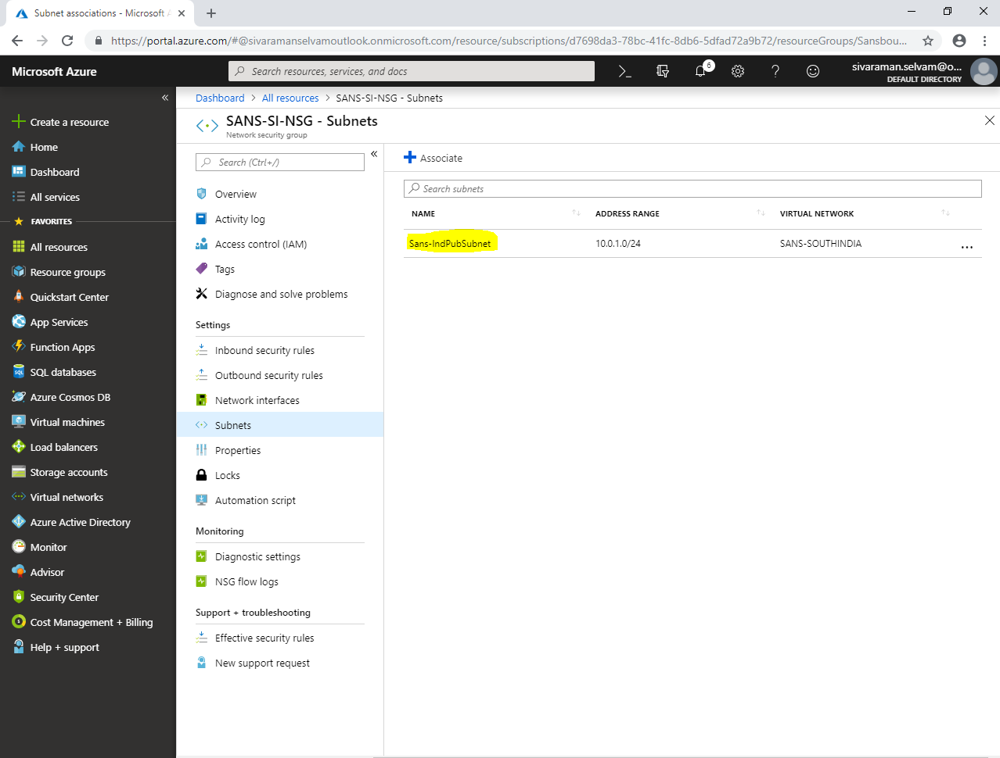 Subnet associations - Microsoft A
https://portal.azure.com/#@sivaramanselvamoutlook.onmicrosoft.com/resource/subscriptions/d7698da3-78bc-41fc-8db6-5dfad72a9b72/resourceGroups/Sansbou...
Microsoft Azure
Search resources, services, and docs
6
sivaraman.selvam@o...
DEFAULT DIRECTORY
Create a resource
Home
Dashboard
All services
FAVORITES
All resources
Resource groups
Quickstart Center
App Services
Function Apps
SQL databases
Azure Cosmos DB
Virtual machines
Load balancers
Storage accounts
Virtual networks
Azure Active Directory
Monitor
Advisor
Security Center
Cost Management + Billing
Help + support
Dashboard > All resources > SANS-SI-NSG - Subnets
SANS-SI-NSG - Subnets
Network security group
Search (Ctrl+/)
Overview
Activity log
Access control (IAM)
Tags
Diagnose and solve problems
Settings
Inbound security rules
Outbound security rules
Network interfaces
Subnets
Properties
Locks
Automation script
Monitoring
Diagnostic settings
NSG flow logs
Support + troubleshooting
Effective security rules
New support request
Associate
Search subnets
NAME ADDRESS RANGE VIRTUAL NETWORK
Sans-IndPubSubnet 10.0.1.0/24 SANS-SOUTHINDIA ...